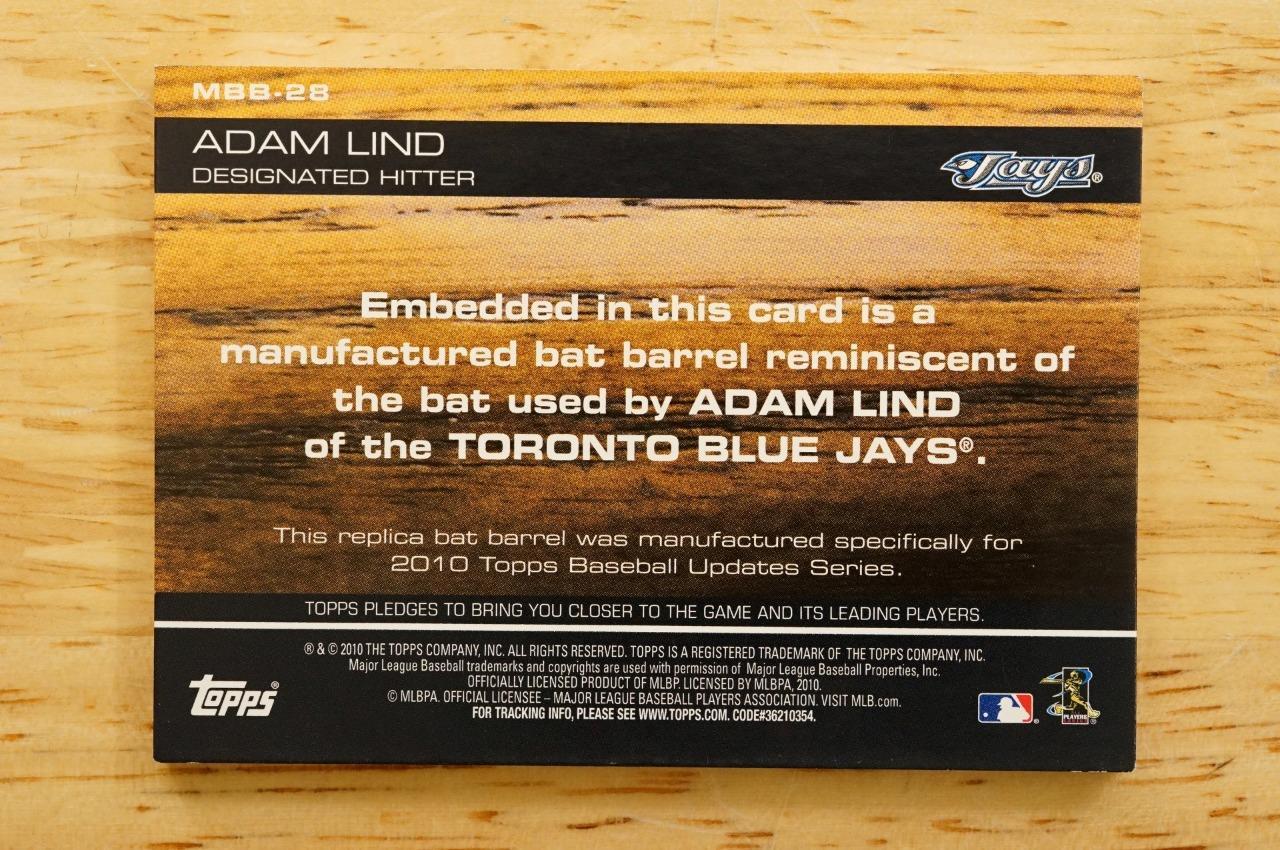 MBB-28
ADAM LIND
DESIGNATED HITTER
Jays®
Embedded in this card is a
manufactured bat barrel reminiscent of
the bat used by ADAM LIND
of the TORONTO BLUE JAYS®.
This replica bat barrel was manufactured specifically for
2010 Topps Baseball Updates Series.
TOPPS PLEDGES TO BRING YOU CLOSER TO THE GAME AND ITS LEADING PLAYERS.
® & © 2010 THE TOPPS COMPANY, INC. ALL RIGHTS RESERVED. TOPPS IS A REGISTERED TRADEMARK OF THE TOPPS COMPANY, INC.
Major League Baseball trademarks and copyrights are used with permission of Major League Baseball Properties, Inc.
OFFICIALLY LICENSED PRODUCT OF MLBP. LICENSED BY MLBPA, 2010.
© MLBPA. OFFICIAL LICENSEE – MAJOR LEAGUE BASEBALL PLAYERS ASSOCIATION. VISIT MLB.com.
FOR TRACKING INFO, PLEASE SEE WWW.TOPPS.COM. CODE#36210354.
Topps®
PLAYERS